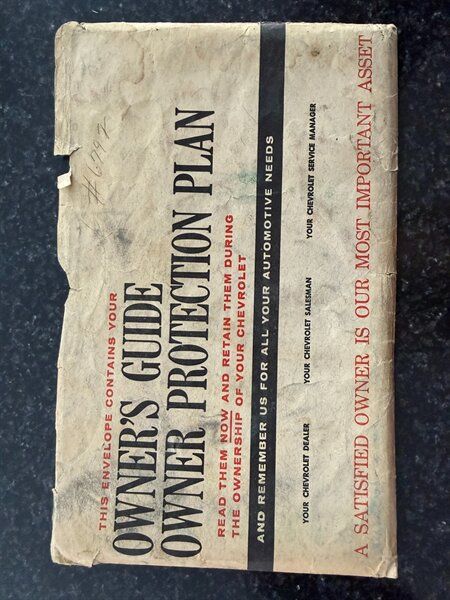 THIS ENVELOPE CONTAINS YOUR
OWNER'S GUIDE
OWNER PROTECTION PLAN
READ THEM NOW AND RETAIN THEM DURING
THE OWNERSHIP OF YOUR CHEVROLET
AND REMEMBER US FOR ALL YOUR AUTOMOTIVE NEEDS
YOUR CHEVROLET DEALER YOUR CHEVROLET SALESMAN YOUR CHEVROLET SERVICE MANAGER
A SATISFIED OWNER IS OUR MOST IMPORTANT ASSET